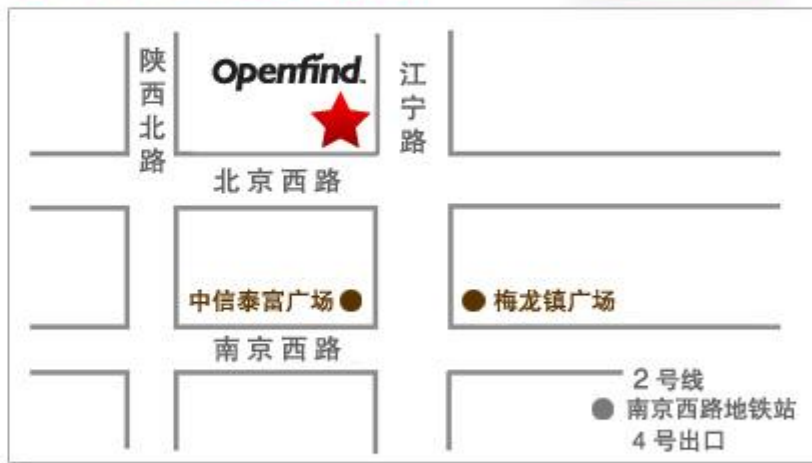 陕西北路
Openfind™
江宁路
北京西路
中信泰富广场
梅龙镇广场
南京西路
2号线
南京西路地铁站
4号出口